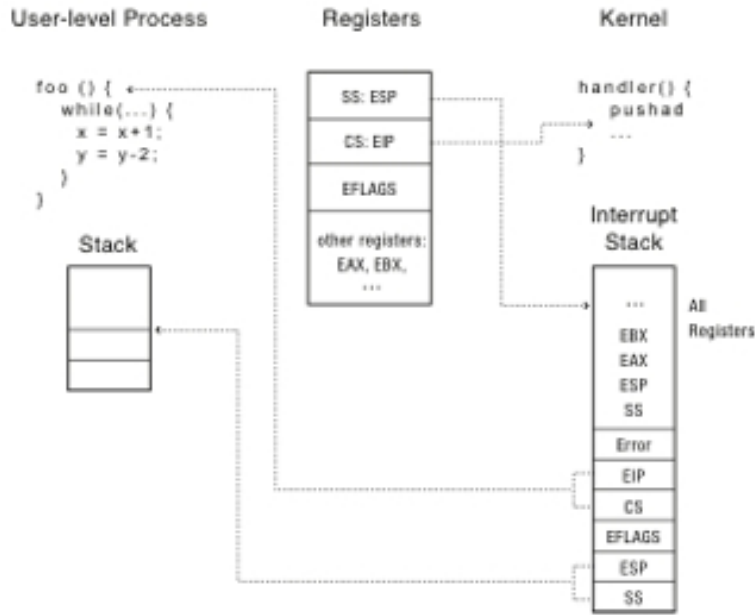 User-level Process
Registers
Kernel
foo () {
while(...) {
x = x+1;
y = y-2;
}
}
SS: ESP
CS: EIP
EFLAGS
other registers:
EAX, EBX,
...
handler() {
pushad
...
}
Stack
Interrupt
Stack
...
EBX
EAX
ESP
SS
All
Registers
Error
EIP
CS
EFLAGS
ESP
SS